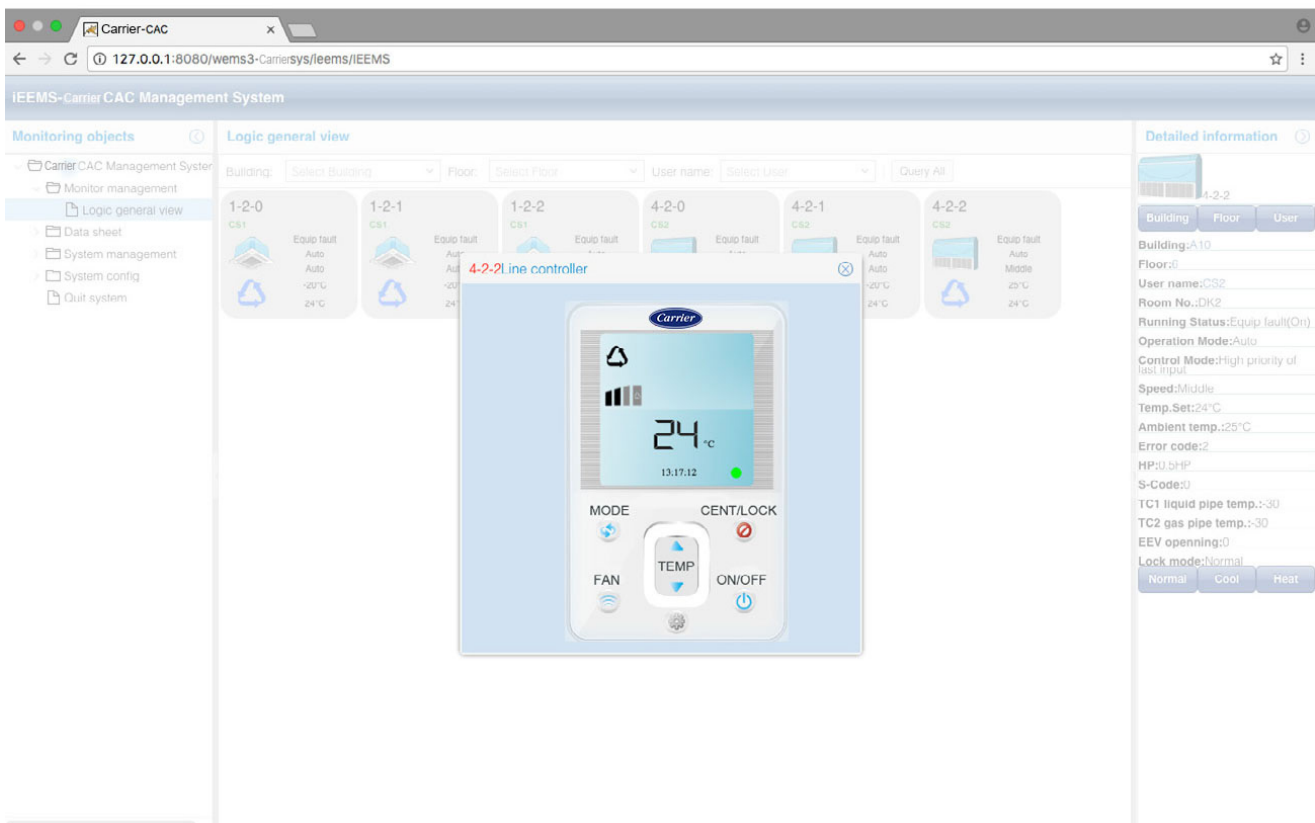 Carrier-CAC
127.0.0.1:8080/wems3-Carriersys/ieems/IEEMS
iEEMS-Carrier CAC Management System
Monitoring objects
Carrier CAC Management Syster
Monitor management
Logic general view
Data sheet
System management
System config
Quit system
Logic general view
Building: Select Building Floor: Select Floor User name: Select User Query All
1-2-0
CS1
Equip fault
Auto
Auto
-20°C
24°C
1-2-1
CS1
Equip fault
1-2-2
CS1
Equip fault
4-2-0
CS2
Equip fault
4-2-1
CS2
Equip fault
Auto
Auto
-20°C
24°C
4-2-2
CS2
Equip fault
Auto
Middle
25°C
24°C
4-2-2Line controller
Carrier
24 °C
13:17:12
MODE
CENT/LOCK
TEMP
FAN
ON/OFF
Detailed information
4-2-2
Building Floor User
Building:A10
Floor:6
User name:CS2
Room No.:DK2
Running Status:Equip fault(On)
Operation Mode:Auto
Control Mode:High priority of
last input
Speed:Middle
Temp.Set:24°C
Ambient temp.:25°C
Error code:2
HP:0.5HP
S-Code:0
TC1 liquid pipe temp.:-30
TC2 gas pipe temp.:-30
EEV openning:0
Lock mode:Normal
Normal Cool Heat